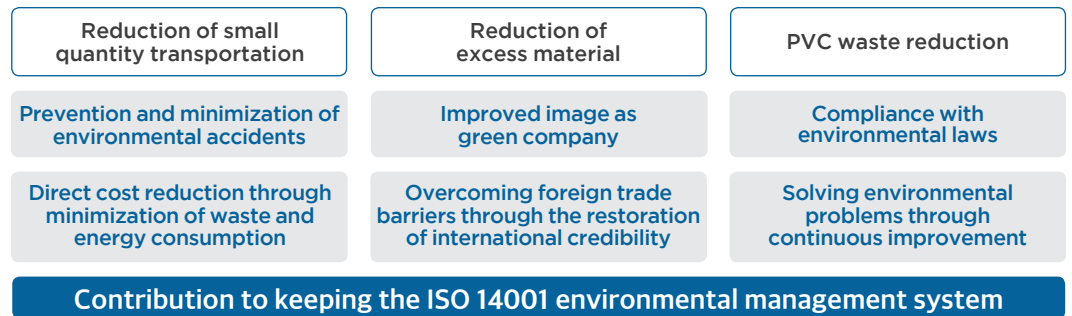 Reduction of small
quantity transportation
Reduction of
excess material
PVC waste reduction
Prevention and minimization of
environmental accidents
Improved image as
green company
Compliance with
environmental laws
Direct cost reduction through
minimization of waste and
energy consumption
Overcoming foreign trade
barriers through the restoration
of international credibility
Solving environmental
problems through
continuous improvement
Contribution to keeping the ISO 14001 environmental management system